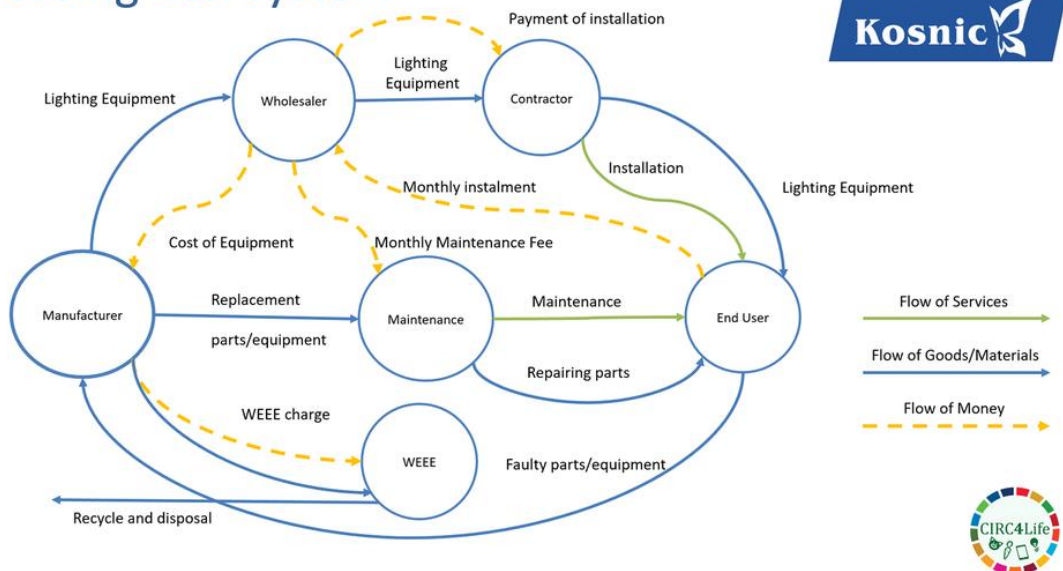 Payment of installation
Kosnic
Lighting
Equipment
Lighting Equipment
Wholesaler
Contractor
Installation
Monthly instalment
Lighting Equipment
Cost of Equipment
Monthly Maintenance Fee
Replacement
Maintenance
Flow of Services
Manufacturer
Maintenance
End User
parts/equipment
Flow of Goods/Materials
Repairing parts
WEEE charge
Flow of Money
WEEE
Faulty parts/equipment
Recycle and disposal
CIRC4Life